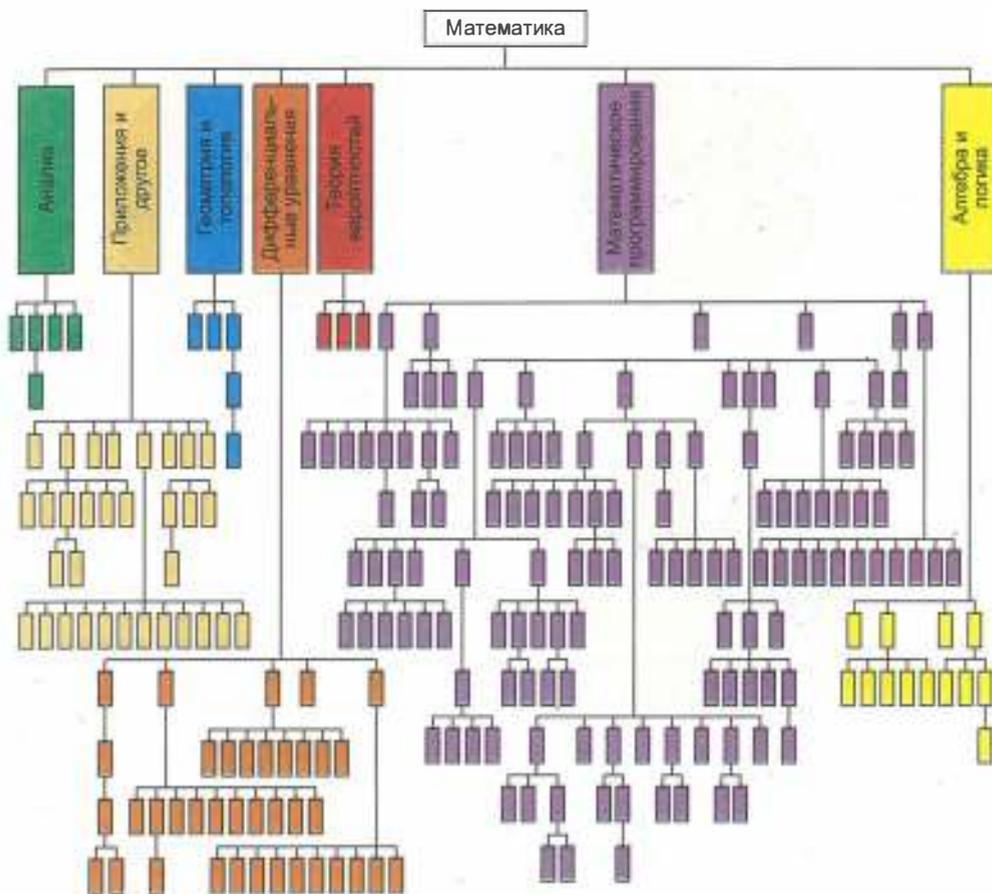 Математика
Анализ
Приложения и
другое
Геометрия и
топология
Дифференциаль-
ные уравнения
Теория
вероятностей
Математическое
программирование
Алгебра и
логика